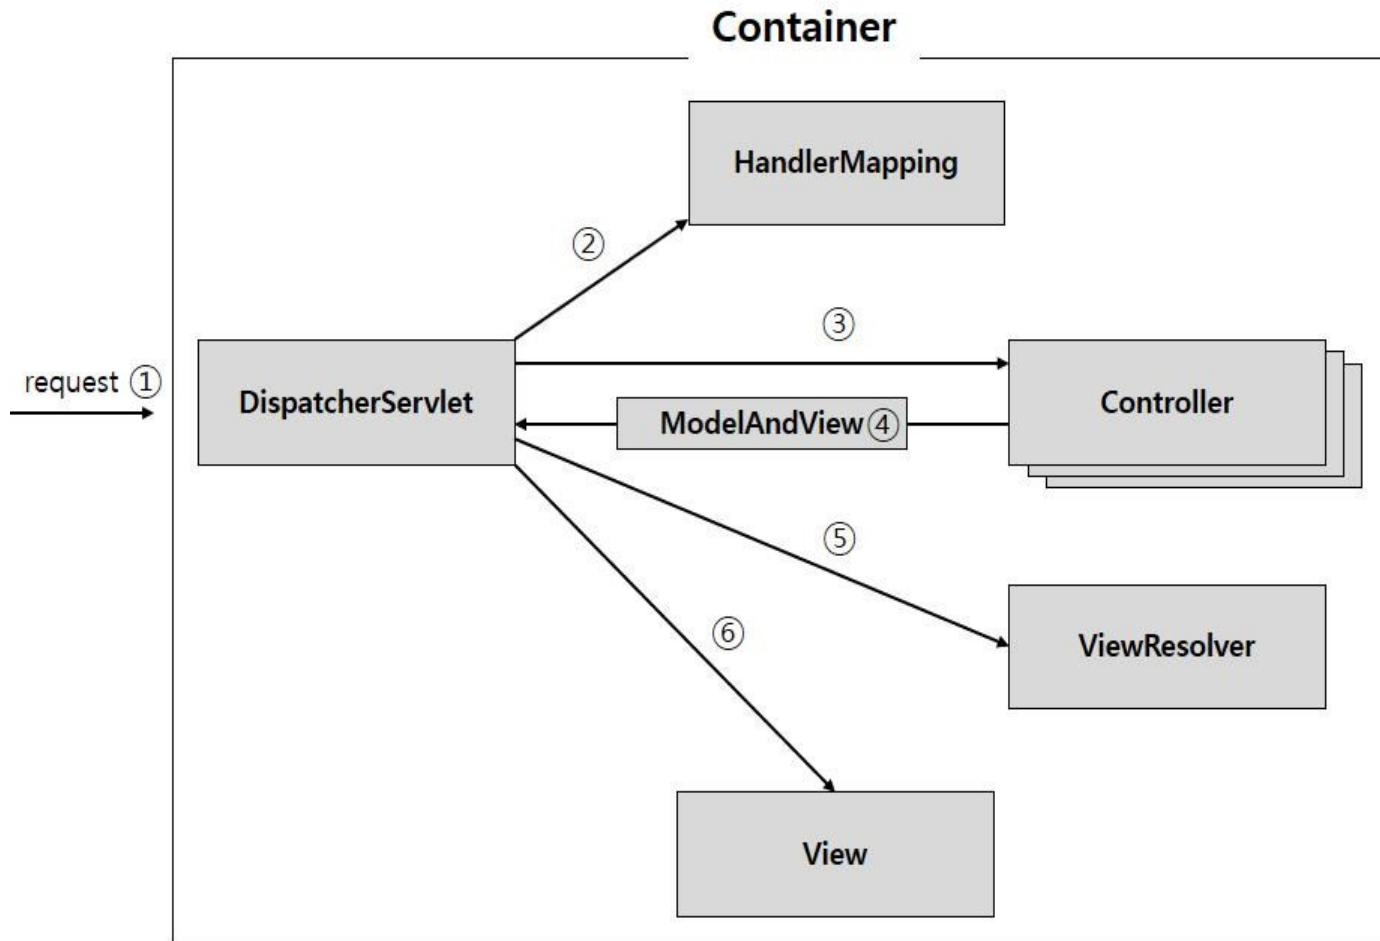 Container
HandlerMapping
②
③
request ①
DispatcherServlet
ModelAndView ④
Controller
⑤
ViewResolver
⑥
View